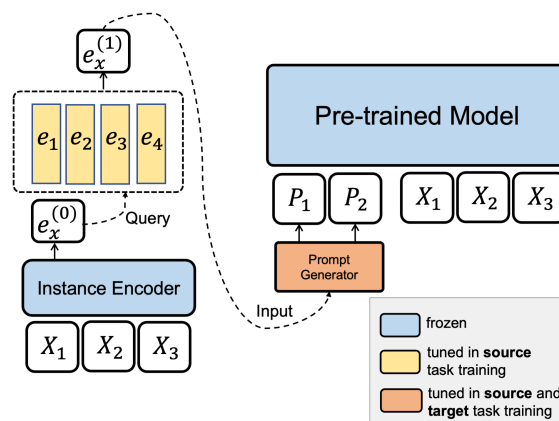 e_x^(1)
e_1 e_2 e_3 e_4
e_x^(0)
Query
Instance Encoder
X_1 X_2 X_3
Pre-trained Model
P_1 P_2 X_1 X_2 X_3
Prompt
Generator
Input
frozen
tuned in source
task training
tuned in source and
target task training